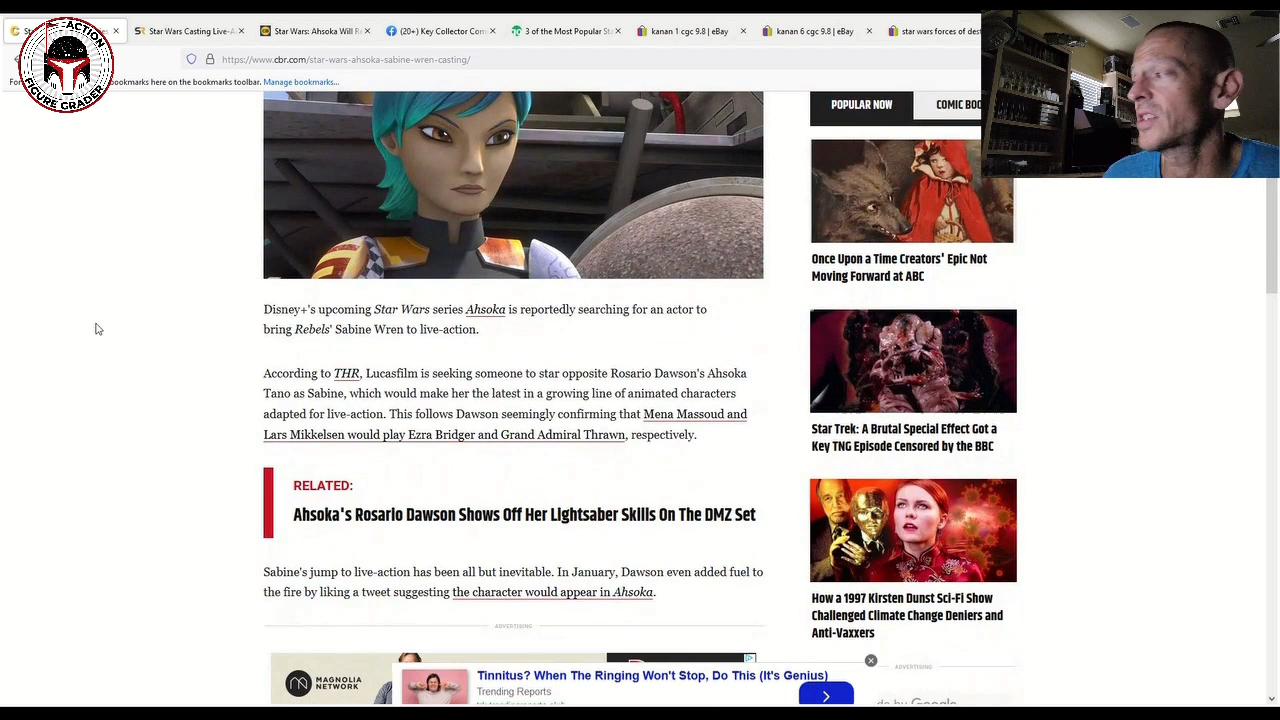 St
Star Wars Casting Live-A
Star Wars: Ahsoka Will R
(20+) Key Collector Com
3 of the Most Popular Sta
kanan 1 cgc 9.8 | eBay
kanan 6 cgc 9.8 | eBay
star wars forces of dest
RE-ACTION
FIGURE GRADER
https://www.cbr.com/star-wars-ahsoka-sabine-wren-casting/
bookmarks here on the bookmarks toolbar. Manage bookmarks...
POPULAR NOW
COMIC BOO
Disney+'s upcoming Star Wars series Ahsoka is reportedly searching for an actor to
bring Rebels' Sabine Wren to live-action.
According to THR, Lucasfilm is seeking someone to star opposite Rosario Dawson's Ahsoka
Tano as Sabine, which would make her the latest in a growing line of animated characters
adapted for live-action. This follows Dawson seemingly confirming that Mena Massoud and
Lars Mikkelsen would play Ezra Bridger and Grand Admiral Thrawn, respectively.
RELATED:
Ahsoka's Rosario Dawson Shows Off Her Lightsaber Skills On The DMZ Set
Sabine's jump to live-action has been all but inevitable. In January, Dawson even added fuel to
the fire by liking a tweet suggesting the character would appear in Ahsoka.
ADVERTISING
MAGNOLIA
NETWORK
Tinnitus? When The Ringing Won't Stop, Do This (It's Genius)
Trending Reports
Once Upon a Time Creators' Epic Not
Moving Forward at ABC
Star Trek: A Brutal Special Effect Got a
Key TNG Episode Censored by the BBC
How a 1997 Kirsten Dunst Sci-Fi Show
Challenged Climate Change Deniers and
Anti-Vaxxers
ADVERTISING
ds by Google